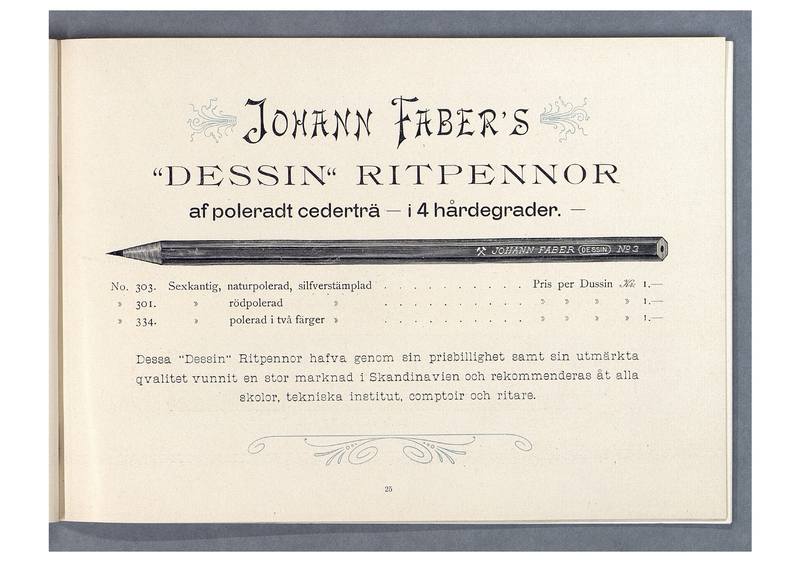 JOHANN FABER'S
"DESSIN“ RITPENNOR
af poleradt cederträ — i 4 hårdegrader. —
JOHANN FABER (DESSIN) No 3
No. 303. Sexkantig, naturpolerad, silfverstämplad . . . . . . . . . . Pris per Dussin Kr. 1.—
» 301. » rödpolerad » . . . . . . . . . . » » » » 1.—
» 334. » polerad i två färger » . . . . . . . . . . » » » » 1.—
Dessa "Dessin“ Ritpennor hafva genom sin prisbillighet samt sin utmärkta
qvalitet vunnit en stor marknad i Skandinavien och rekommenderas åt alla
skolor, tekniska institut, comptoir och ritare.
25